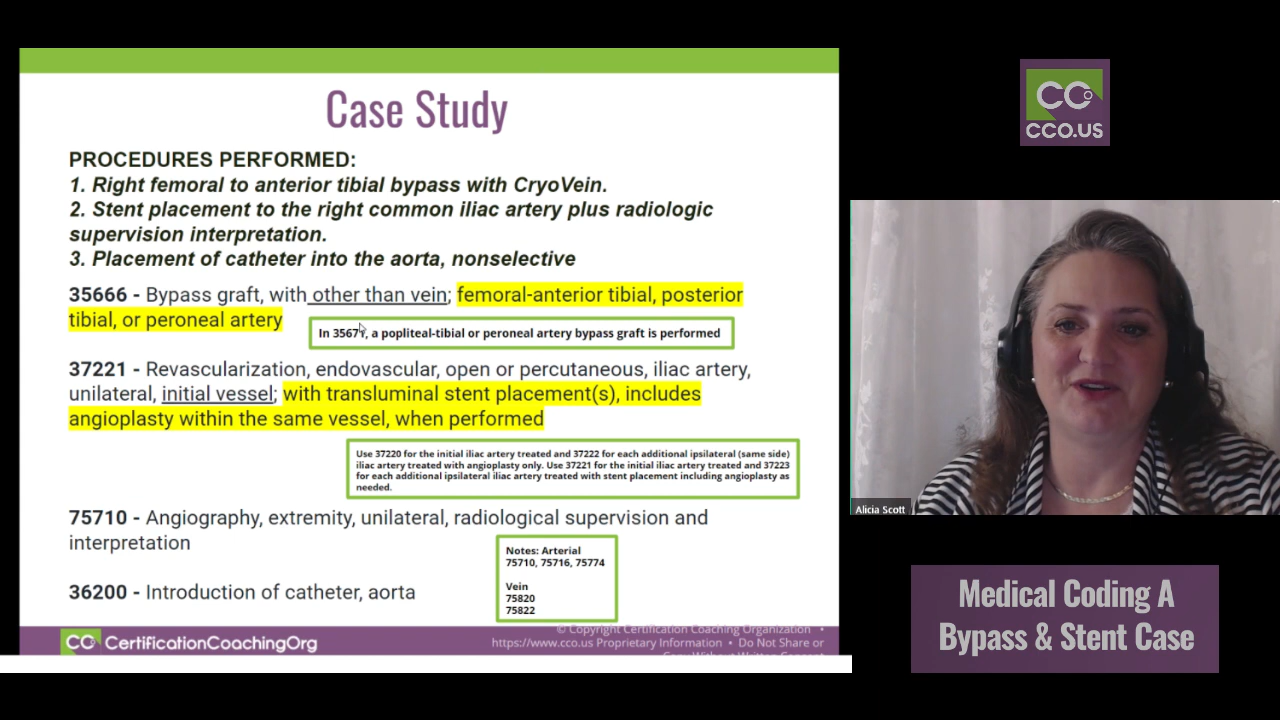 Case Study
PROCEDURES PERFORMED:
1. Right femoral to anterior tibial bypass with CryoVein.
2. Stent placement to the right common iliac artery plus radiologic
supervision interpretation.
3. Placement of catheter into the aorta, nonselective
35666 - Bypass graft, with other than vein; femoral-anterior tibial, posterior
tibial, or peroneal artery
In 35671, a popliteal-tibial or peroneal artery bypass graft is performed
37221 - Revascularization, endovascular, open or percutaneous, iliac artery,
unilateral, initial vessel; with transluminal stent placement(s), includes
angioplasty within the same vessel, when performed
Use 37220 for the initial iliac artery treated and 37222 for each additional ipsilateral (same side)
iliac artery treated with angioplasty only. Use 37221 for the initial iliac artery treated and 37223
for each additional ipsilateral iliac artery treated with stent placement including angioplasty as
needed.
75710 - Angiography, extremity, unilateral, radiological supervision and
interpretation
Notes: Arterial
75710, 75716, 75774
Vein
75820
75822
36200 - Introduction of catheter, aorta
CO CertificationCoachingOrg
© Copyright Certification Coaching Organization •
https://www.cco.us Proprietary Information • Do Not Share or
CCO
CCO.US
Alicia Scott
Medical Coding A
Bypass & Stent Case